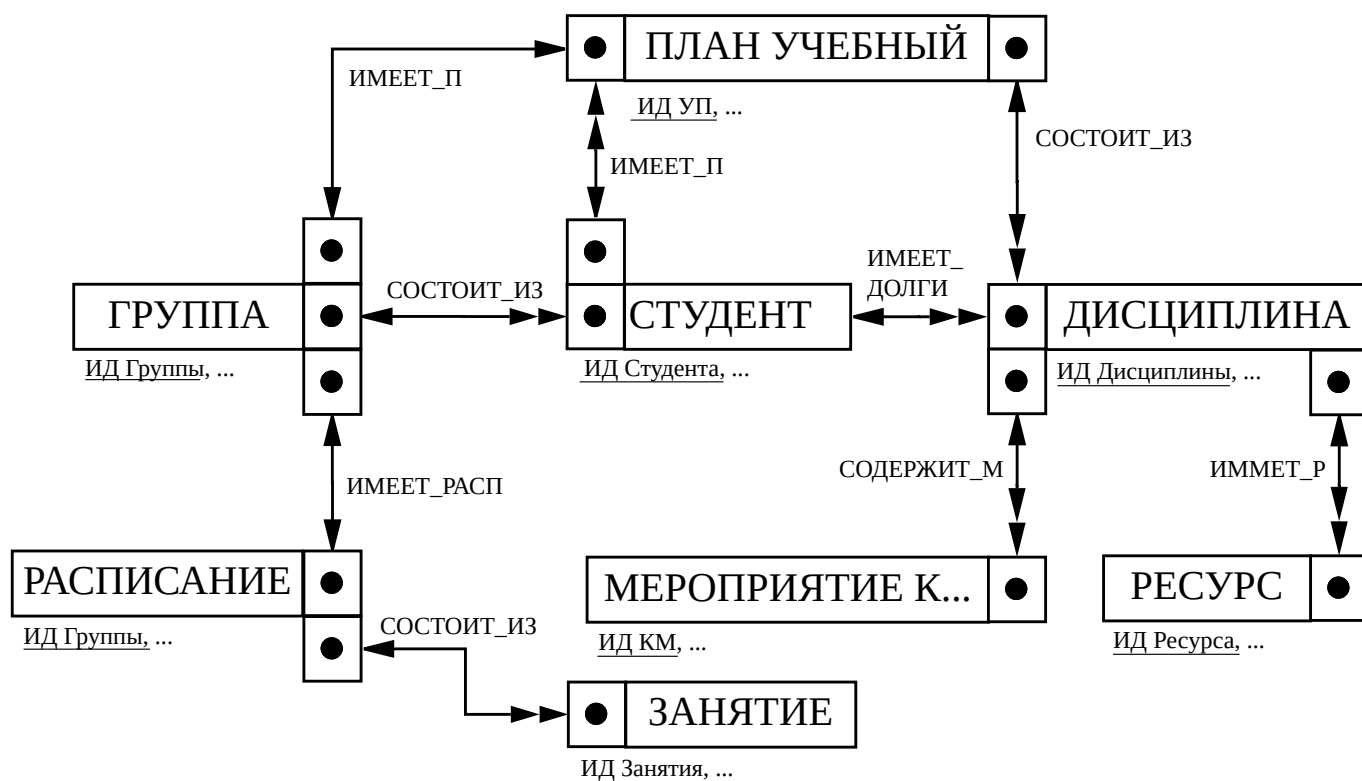 ПЛАН УЧЕБНЫЙ
ИМЕЕТ_П
ИД УП, ...
СОСТОИТ_ИЗ
ИМЕЕТ_П
ИМЕЕТ_
ДОЛГИ
СОСТОИТ_ИЗ
ГРУППА
СТУДЕНТ
ДИСЦИПЛИНА
ИД Группы, ...
ИД Студента, ...
ИД Дисциплины, ...
СОДЕРЖИТ_М
ИММЕТ_Р
ИМЕЕТ_РАСП
РАСПИСАНИЕ
МЕРОПРИЯТИЕ К...
РЕСУРС
ИД Группы, ...
СОСТОИТ_ИЗ
ИД КМ, ...
ИД Ресурса, ...
ЗАНЯТИЕ
ИД Занятия, ...